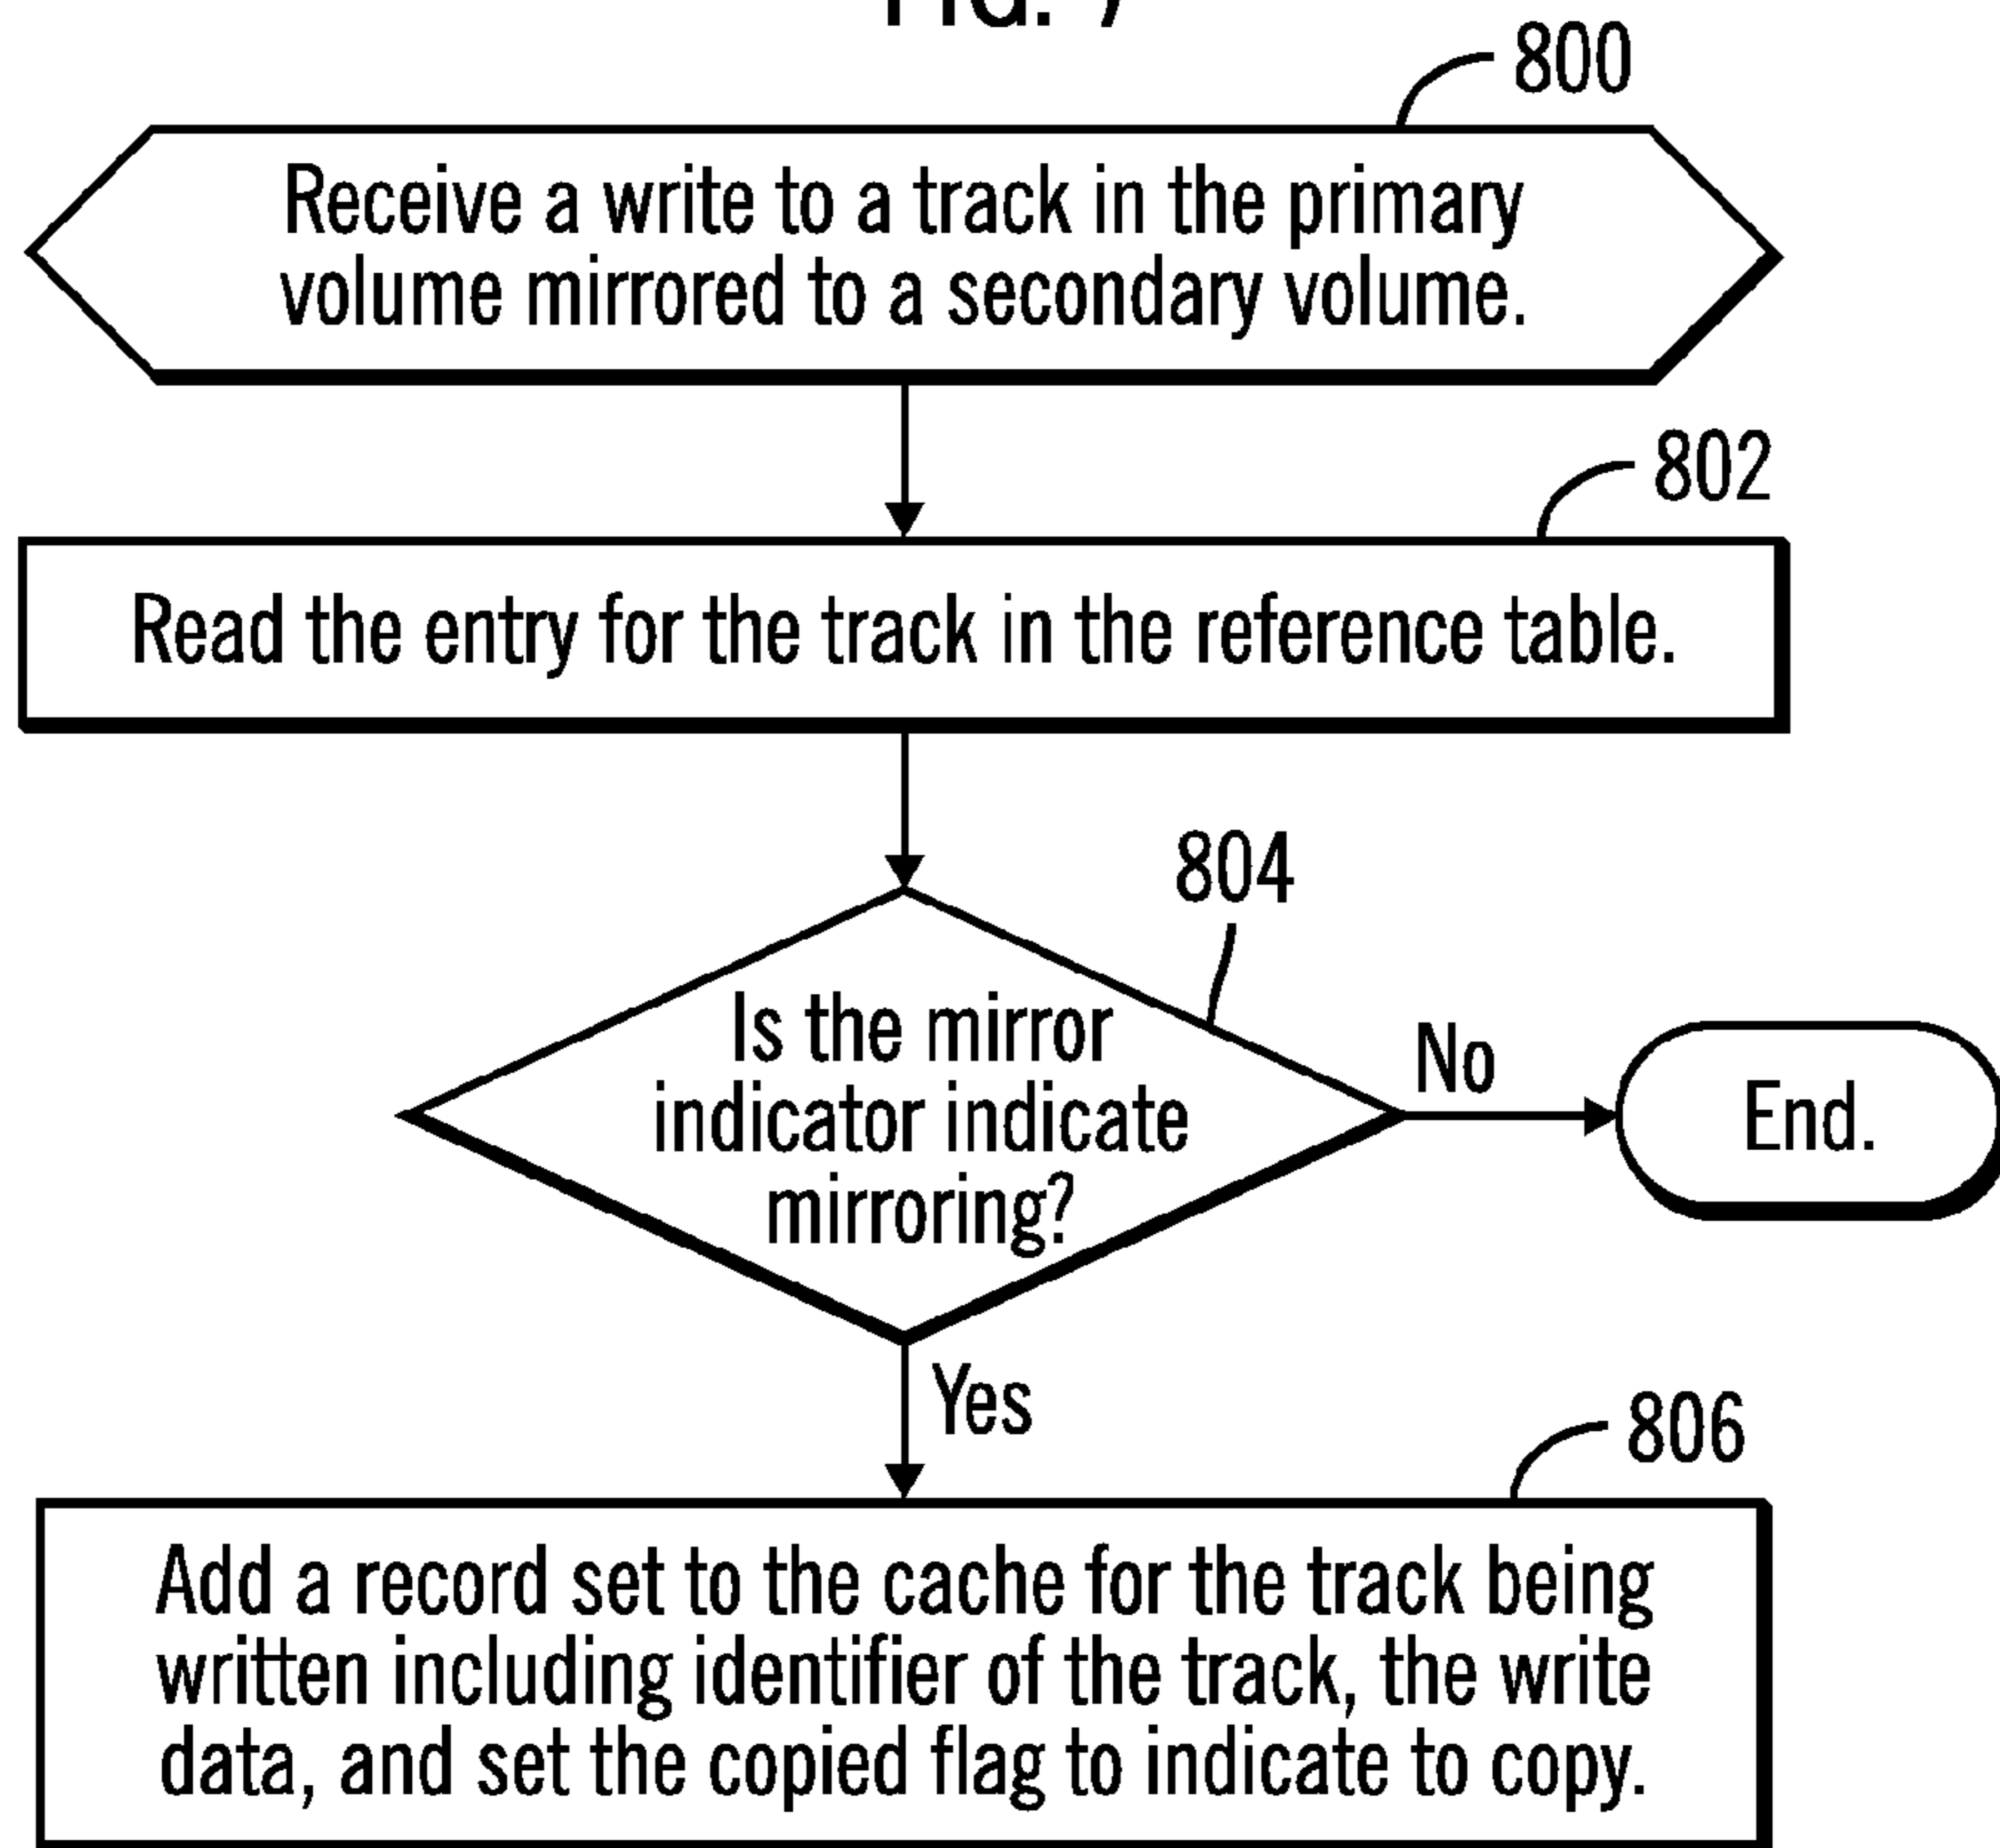 FIG. 7
800
Receive a write to a track in the primary
volume mirrored to a secondary volume.
802
Read the entry for the track in the reference table.
804
Is the mirror
indicator indicate
mirroring?
No
End.
Yes
806
Add a record set to the cache for the track being
written including identifier of the track, the write
data, and set the copied flag to indicate to copy.